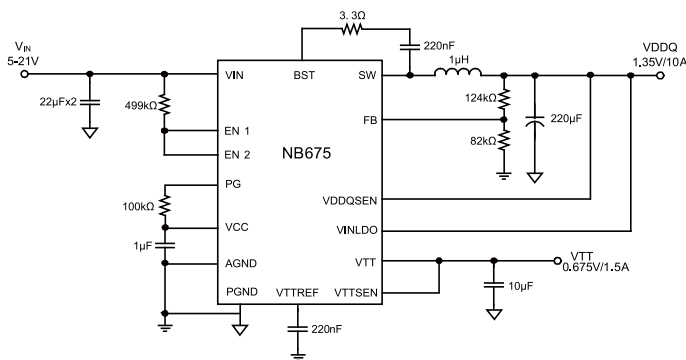 3.3Ω
220nF
VIN
5-21V
22µFx2
499kΩ
VIN
BST
SW
1µH
VDDQ
1.35V/10A
124kΩ
220µF
FB
82kΩ
EN 1
EN 2
NB675
PG
100kΩ
VCC
1µF
AGND
PGND
VTTREF
220nF
VDDQSEN
VINLDO
VTT
VTTSEN
VTT
0.675V/1.5A
10µF